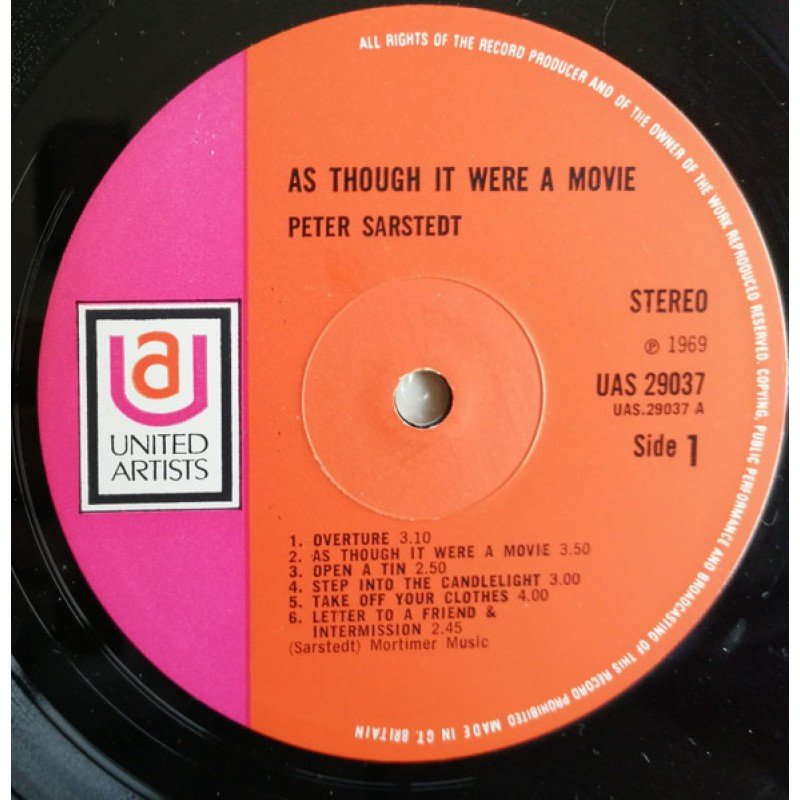 ALL RIGHTS OF THE RECORD PRODUCER AND OF THE OWNER OF THE WORK REPRODUCED RESERVED. COPYING, PUBLIC PERFORMANCE AND BROADCASTING OF THIS RECORD PROHIBITED MADE IN GT. BRITAIN
AS THOUGH IT WERE A MOVIE
PETER SARSTEDT
STEREO
℗ 1969
UAS 29037
UAS.29037 A
Side 1
ua
UNITED
ARTISTS
1. OVERTURE 3.10
2. AS THOUGH IT WERE A MOVIE 3.50
3. OPEN A TIN 2.50
4. STEP INTO THE CANDLELIGHT 3.00
5. TAKE OFF YOUR CLOTHES 4.00
6. LETTER TO A FRIEND &
INTERMISSION 2.45
(Sarstedt) Mortimer Music